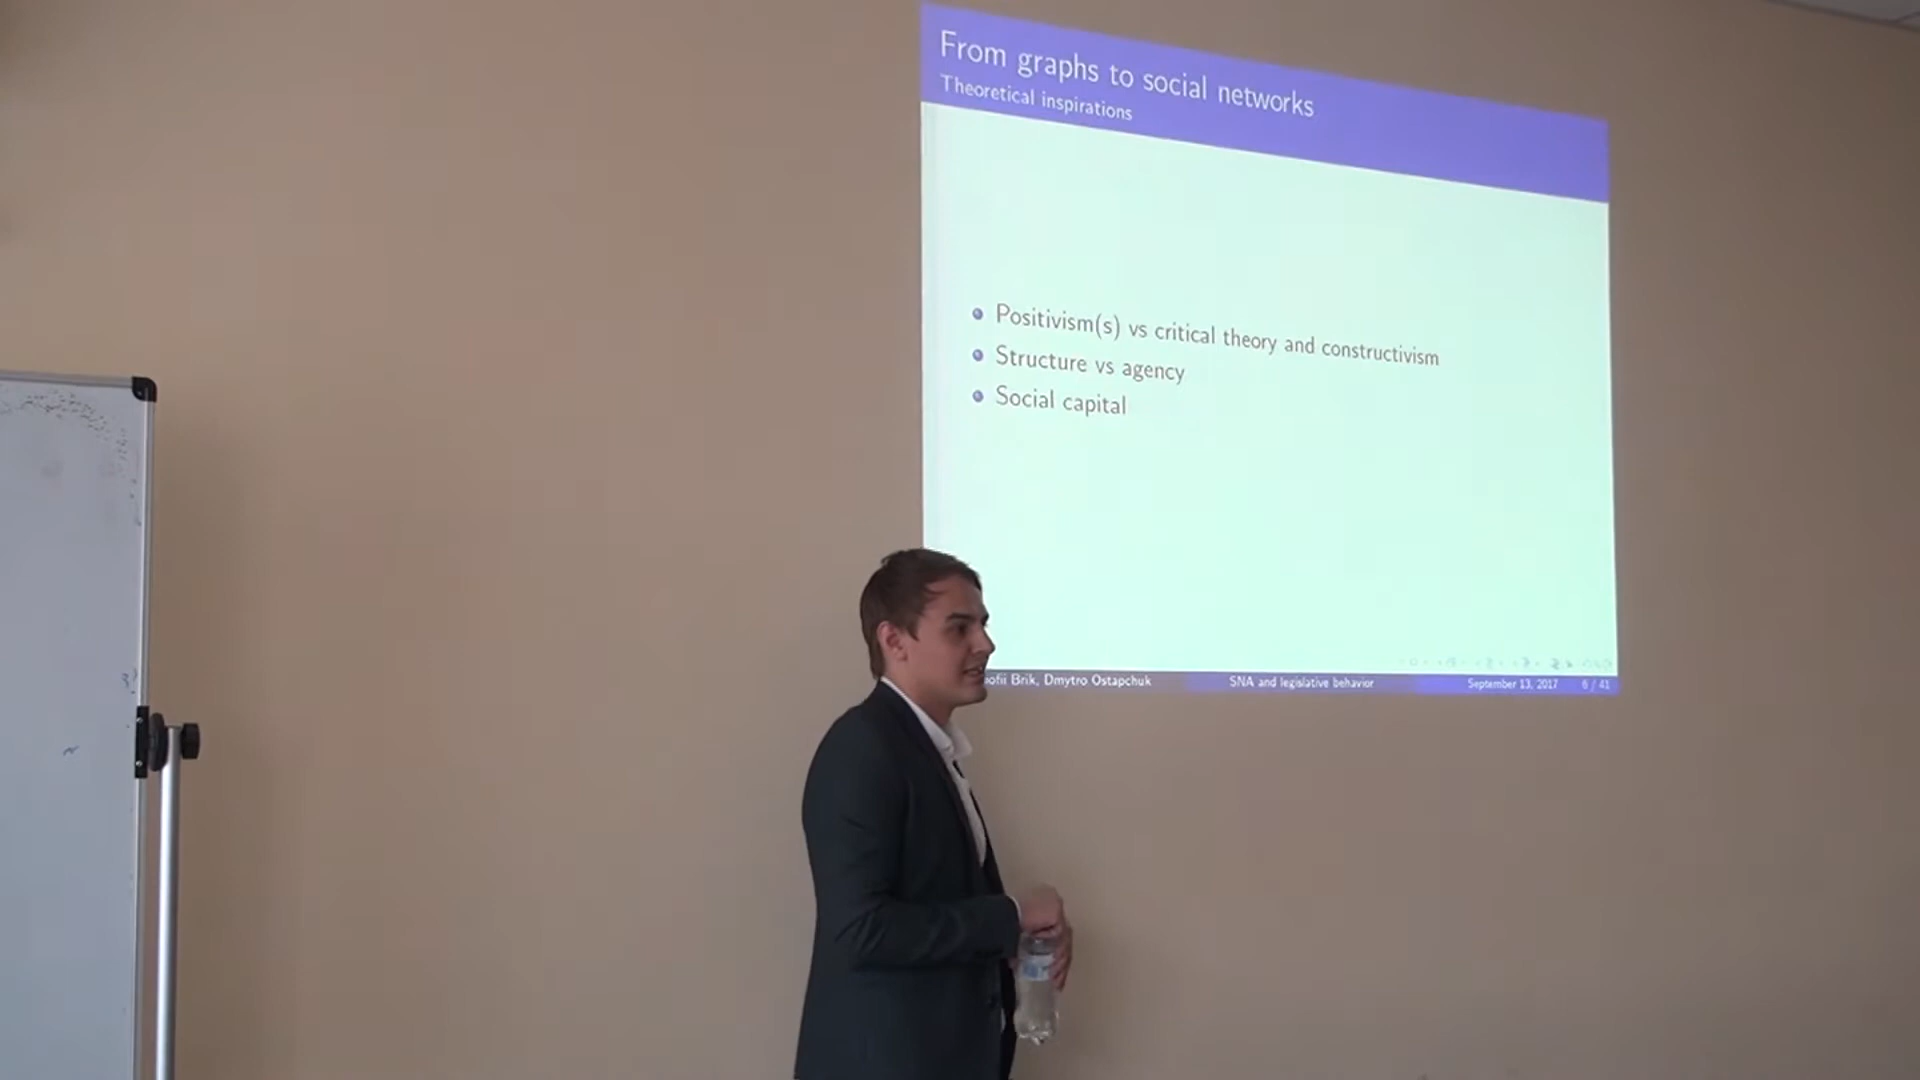 From graphs to social networks
Theoretical inspirations
Positivism(s) vs critical theory and constructivism
Structure vs agency
Social capital
Brik, Dmytro Ostapchuk
SNA and legislative behavior
September 13, 2017
6 / 41